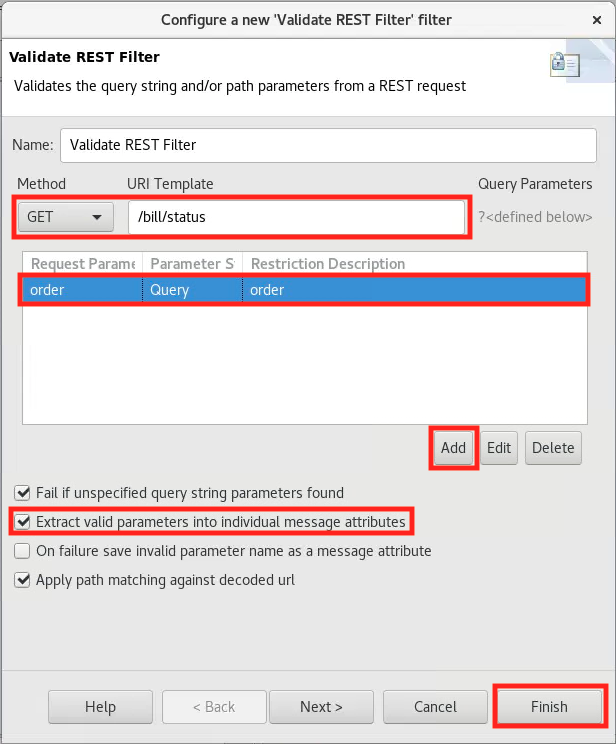 Configure a new 'Validate REST Filter' filter
Validate REST Filter
Validates the query string and/or path parameters from a REST request
Name: Validate REST Filter
Method URI Template Query Parameters
GET /bill/status ?<defined below>
Request Parame Parameter S Restriction Description
order Query order
Add Edit Delete
Fail if unspecified query string parameters found
Extract valid parameters into individual message attributes
On failure save invalid parameter name as a message attribute
Apply path matching against decoded url
Help < Back Next > Cancel Finish